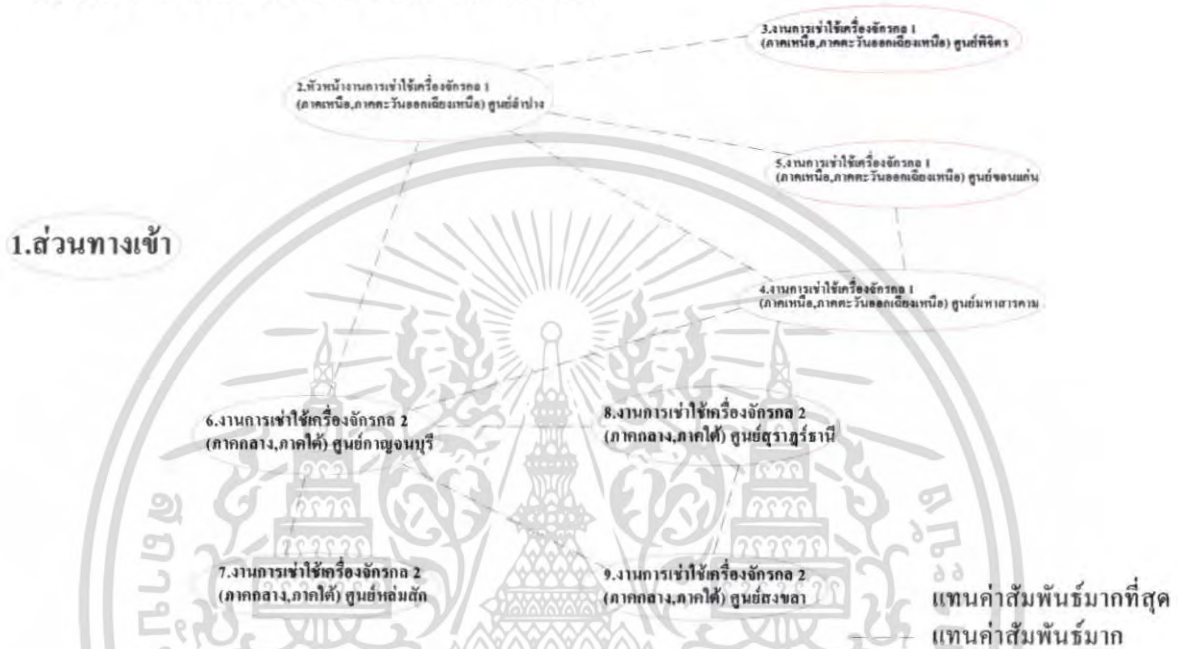 3.งานการเช่าใช้เครื่องจักรกล 1
(ภาคเหนือ,ภาคตะวันออกเฉียงเหนือ) ศูนย์พิจิตร
2.หัวหน้างานการเช่าใช้เครื่องจักรกล 1
(ภาคเหนือ,ภาคตะวันออกเฉียงเหนือ) ศูนย์ลำปาง
5.งานการเช่าใช้เครื่องจักรกล 1
(ภาคเหนือ,ภาคตะวันออกเฉียงเหนือ) ศูนย์ขอนแก่น
1.ส่วนทางเข้า
4.งานการเช่าใช้เครื่องจักรกล 1
(ภาคเหนือ,ภาคตะวันออกเฉียงเหนือ) ศูนย์มหาสารคาม
6.งานการเช่าใช้เครื่องจักรกล 2
(ภาคกลาง,ภาคใต้) ศูนย์กาญจนบุรี
8.งานการเช่าใช้เครื่องจักรกล 2
(ภาคกลาง,ภาคใต้) ศูนย์สุราฎร์ธานี
7.งานการเช่าใช้เครื่องจักรกล 2
(ภาคกลาง,ภาคใต้) ศูนย์หล่มสัก
9.งานการเช่าใช้เครื่องจักรกล 2
(ภาคกลาง,ภาคใต้) ศูนย์สงขลา
แทนค่าสัมพันธ์มากที่สุด
แทนค่าสัมพันธ์มาก